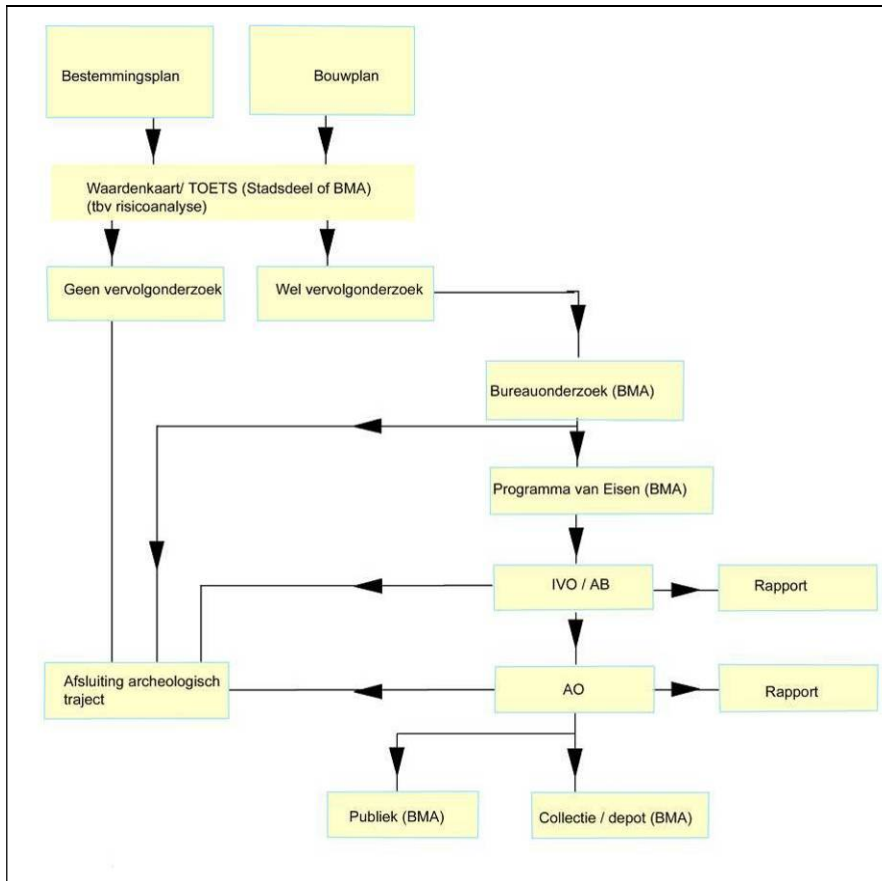 Bestemmingsplan
Bouwplan
Waardenkaart/ TOETS (Stadsdeel of BMA)
(tbv risicoanalyse)
Geen vervolgonderzoek
Wel vervolgonderzoek
Bureauonderzoek (BMA)
Programma van Eisen (BMA)
IVO / AB
Rapport
Afsluiting archeologisch
traject
AO
Rapport
Publiek (BMA)
Collectie / depot (BMA)